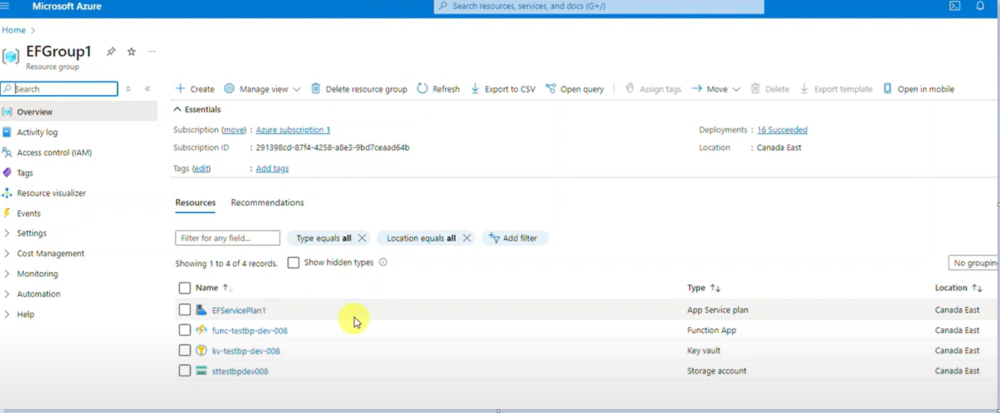 Microsoft Azure
Search resources, services, and docs (G+/)
Home
EFGroup1
Resource group
Search
Create Manage view Delete resource group Refresh Export to CSV Open query Assign tags Move Delete Export template Open in mobile
Overview
Activity log
Access control (IAM)
Tags
Resource visualizer
Events
Settings
Cost Management
Monitoring
Automation
Help
Essentials
Subscription (move) : Azure subscription 1
Subscription ID : 291398cd-87f4-4258-a8e3-9bd7ceaad64b
Tags (edit) : Add tags
Deployments : 16 Succeeded
Location : Canada East
Resources Recommendations
Filter for any field... Type equals all Location equals all Add filter
Showing 1 to 4 of 4 records. Show hidden types
No grouping
Name Type Location
EFServicePlan1 App Service plan Canada East
func-testbp-dev-008 Function App Canada East
kv-testbp-dev-008 Key vault Canada East
sttestbpdev008 Storage account Canada East